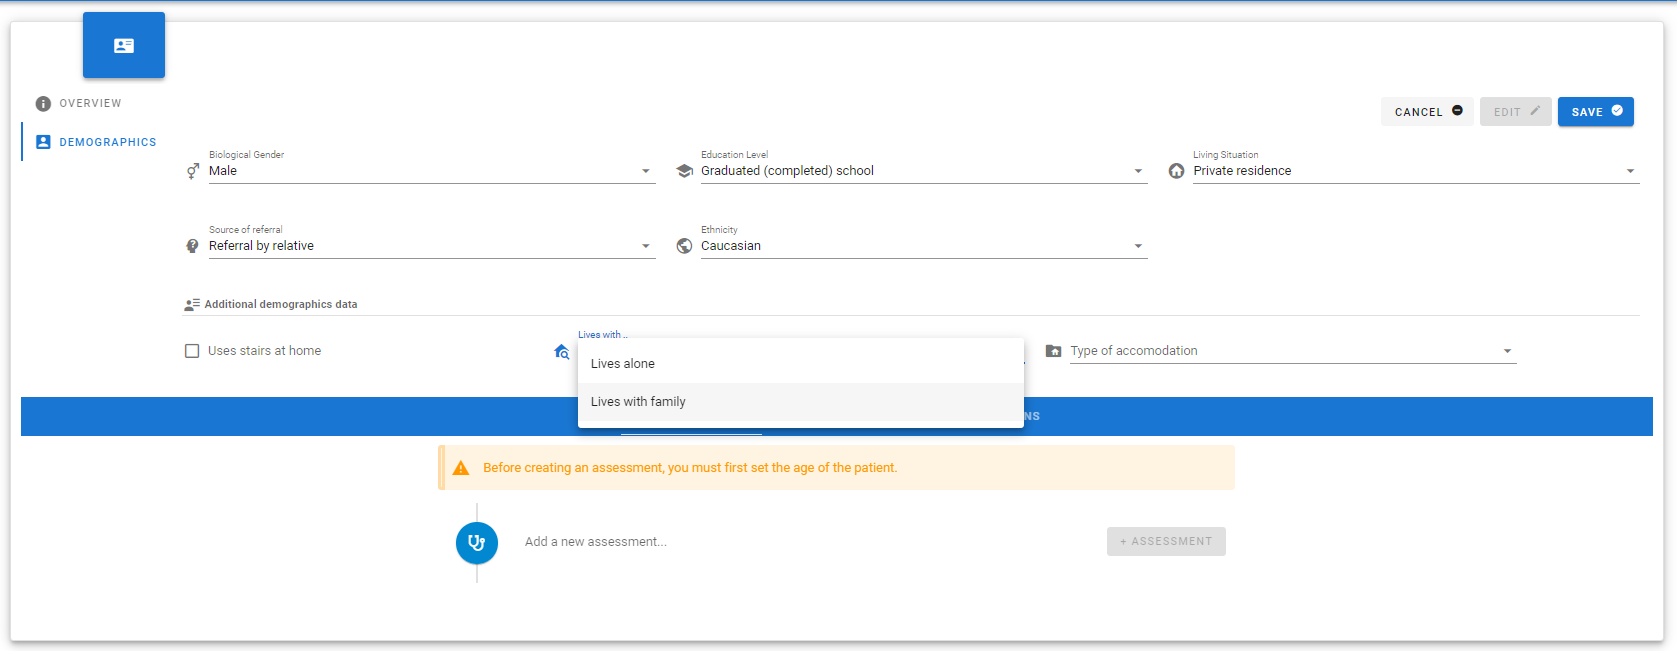 OVERVIEW
DEMOGRAPHICS
CANCEL
EDIT
SAVE
Biological Gender
Male
Education Level
Graduated (completed) school
Living Situation
Private residence
Source of referral
Referral by relative
Ethnicity
Caucasian
Additional demographics data
Uses stairs at home
Lives with ..
Lives alone
Lives with family
Type of accomodation
NS
Before creating an assessment, you must first set the age of the patient.
Add a new assessment...
+ ASSESSMENT